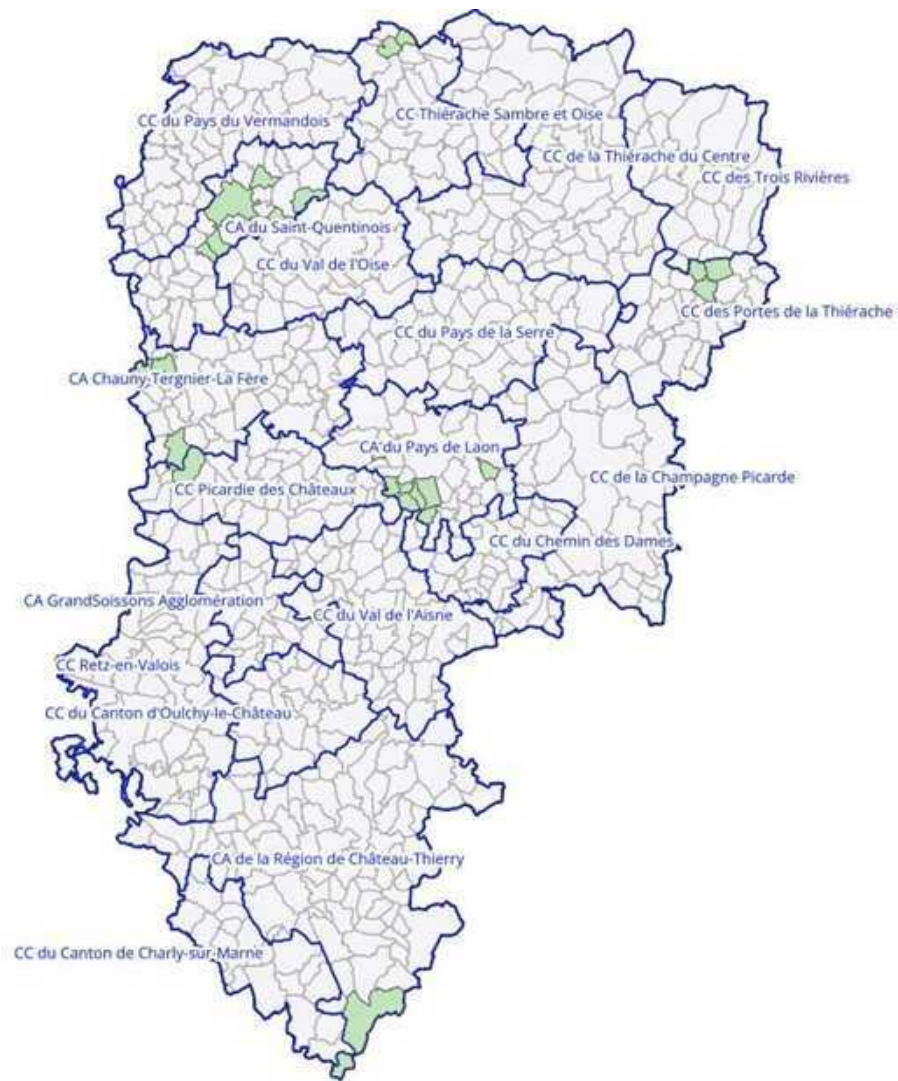 CC du Pays du Vermandois
CC Thiérache Sambre et Oise
CC de la Thiérache du Centre
CC des Trois Rivières
CA du Saint-Quentinois
CC du Val de l'Oise
CC des Portes de la Thiérache
CC du Pays de la Serre
CA Chauny-Tergnier-La Fère
CA du Pays de Laon
CC de la Champagne Picarde
CC Picardie des Châteaux
CC du Chemin des Dames
CA GrandSoissons Agglomération
CC du Val de l'Aisne
CC Retz-en-Valois
CC du Canton d'Oulchy-le-Château
CA de la Région de Château-Thierry
CC du Canton de Charly-sur-Marne